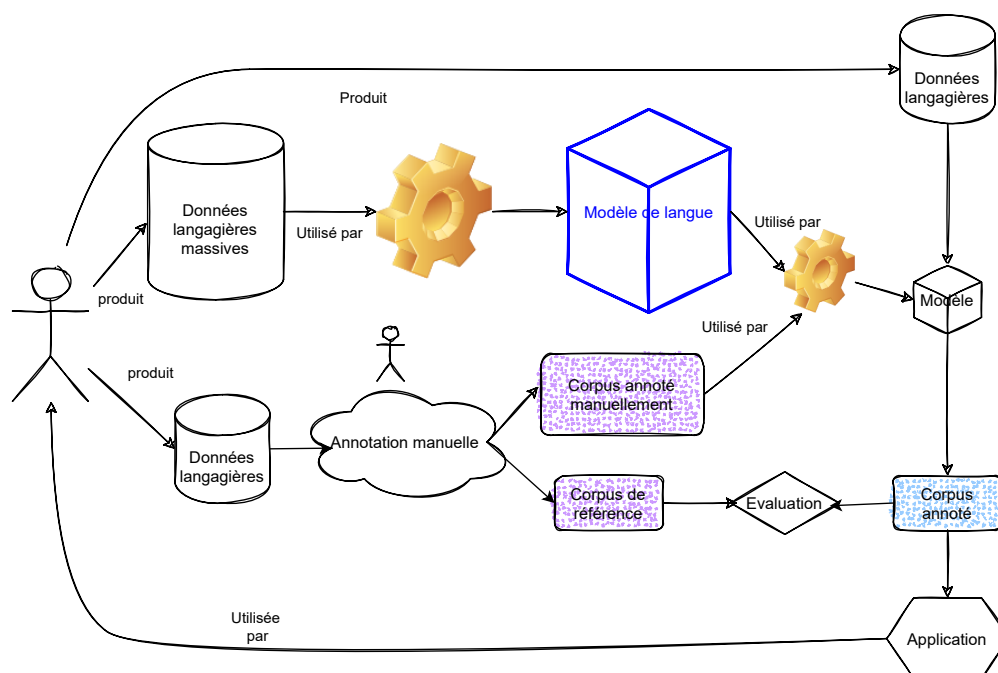 Données
langagières
Produit
Données
langagières
massives
Utilisé par
Modèle de langue
Utilisé par
produit
Modèle
Utilisé par
produit
Corpus annoté
manuellement
Annotation manuelle
Données
langagières
Corpus de
référence
Evaluation
Corpus
annoté
Utilisée
par
Application